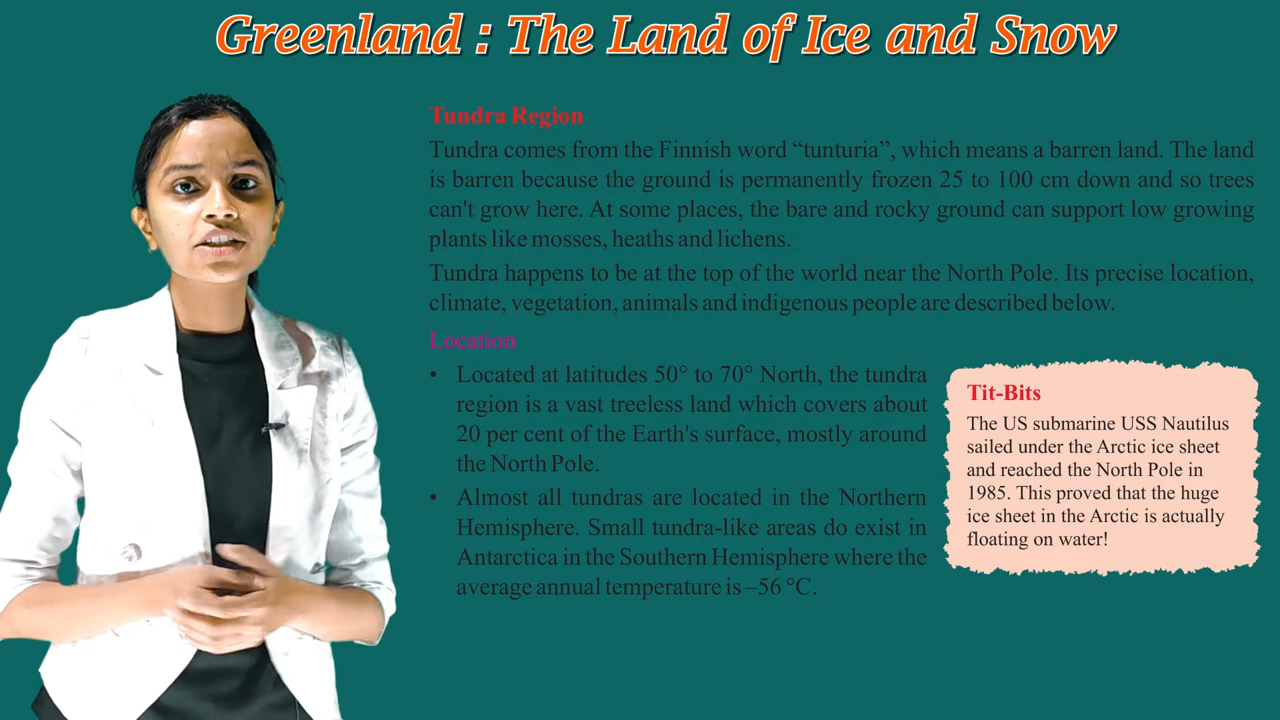 Greenland : The Land of Ice and Snow
Tundra Region
Tundra comes from the Finnish word “tunturia”, which means a barren land. The land
is barren because the ground is permanently frozen 25 to 100 cm down and so trees
can't grow here. At some places, the bare and rocky ground can support low growing
plants like mosses, heaths and lichens.
Tundra happens to be at the top of the world near the North Pole. Its precise location,
climate, vegetation, animals and indigenous people are described below.
Location
• Located at latitudes 50° to 70° North, the tundra
region is a vast treeless land which covers about
20 per cent of the Earth's surface, mostly around
the North Pole.
• Almost all tundras are located in the Northern
Hemisphere. Small tundra-like areas do exist in
Antarctica in the Southern Hemisphere where the
average annual temperature is –56 °C.
Tit-Bits
The US submarine USS Nautilus
sailed under the Arctic ice sheet
and reached the North Pole in
1985. This proved that the huge
ice sheet in the Arctic is actually
floating on water!